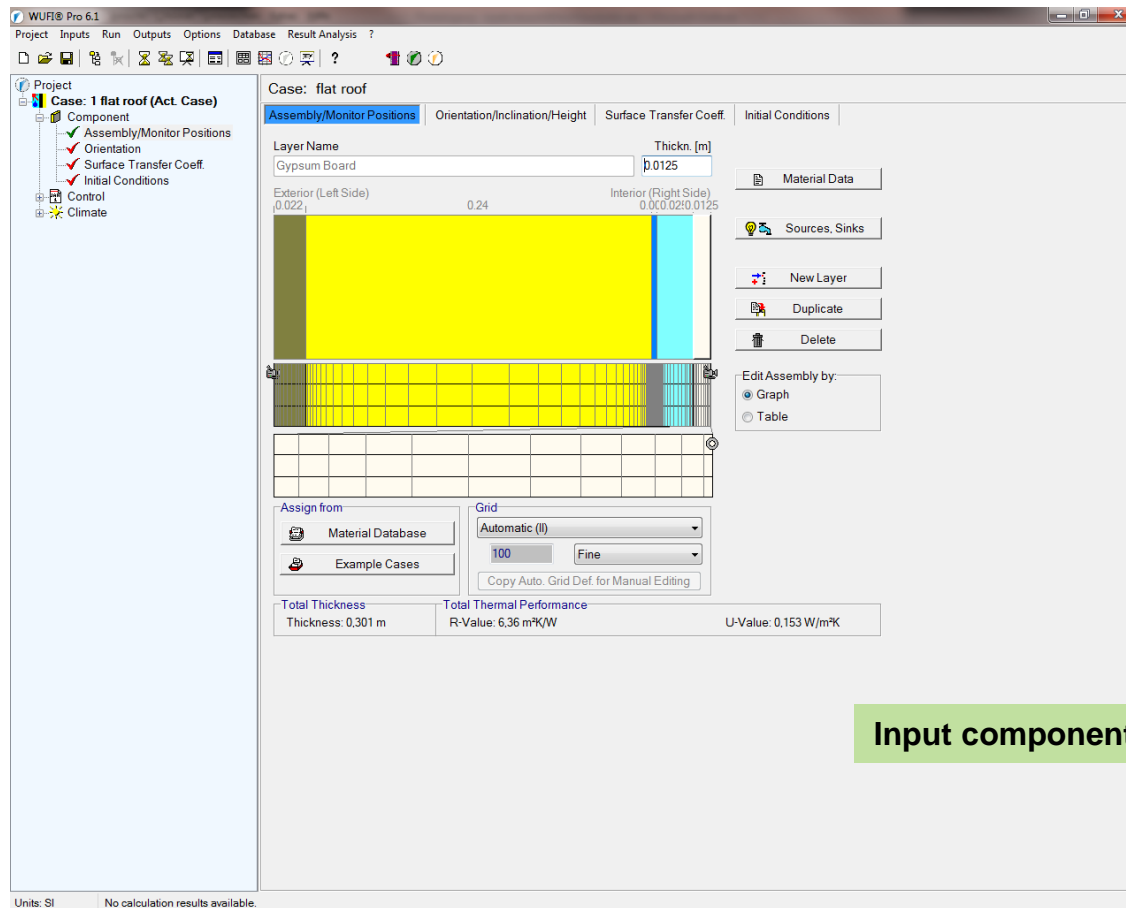 WUFI® Pro 6.1
Project Inputs Run Outputs Options Database Result Analysis ?
Project
Case: 1 flat roof (Act. Case)
Component
Assembly/Monitor Positions
Orientation
Surface Transfer Coeff.
Initial Conditions
Control
Climate
Case: flat roof
Assembly/Monitor Positions Orientation/Inclination/Height Surface Transfer Coeff. Initial Conditions
Layer Name Thickn. [m]
Gypsum Board 0.0125
Material Data
Exterior (Left Side) Interior (Right Side)
0.022 0.24 0.0125
Sources, Sinks
New Layer
Duplicate
Delete
Edit Assembly by:
Graph
Table
Assign from
Material Database
Example Cases
Grid
Automatic (II)
100 Fine
Copy Auto. Grid Def. for Manual Editing
Total Thickness Total Thermal Performance
Thickness: 0,301 m R-Value: 6,36 m²K/W U-Value: 0,153 W/m²K
Input component
Units: SI No calculation results available.